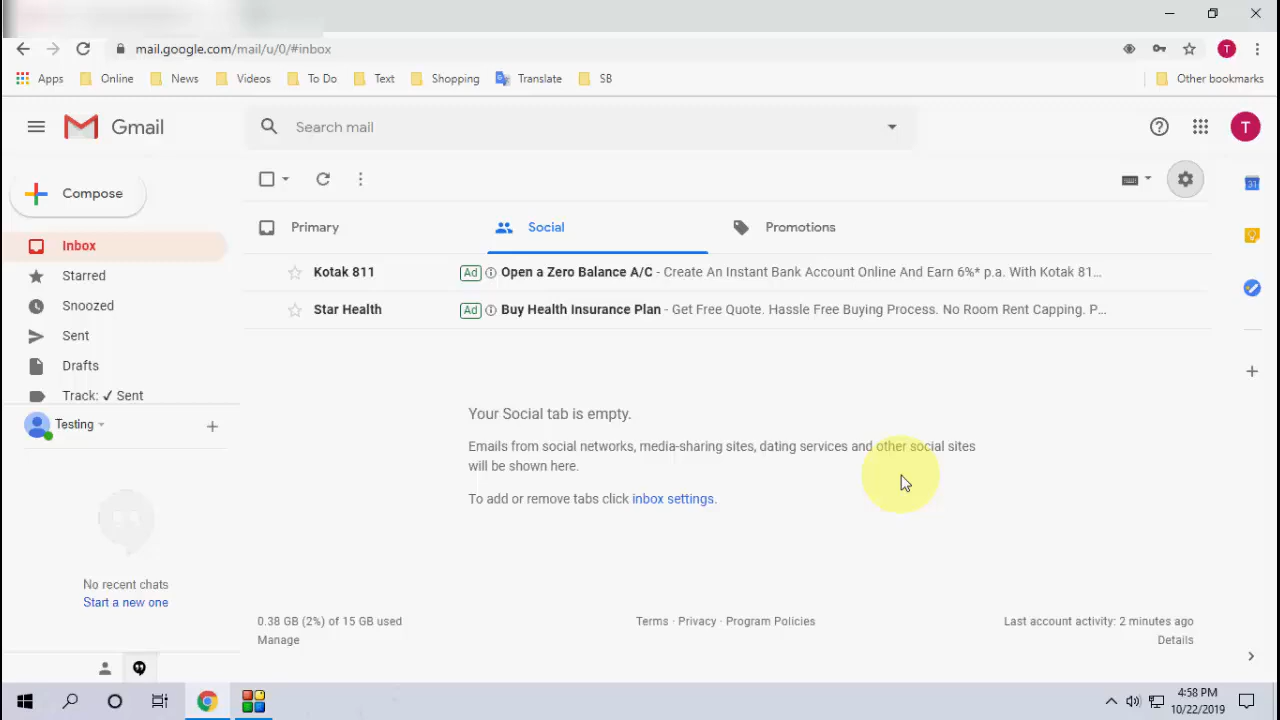 mail.google.com/mail/u/0/#inbox
T
Apps Online News Videos To Do Text Shopping Translate SB Other bookmarks
Gmail
Search mail
T
Compose
31
Primary Social Promotions
Inbox
Kotak 811 Ad Open a Zero Balance A/C - Create An Instant Bank Account Online And Earn 6%* p.a. With Kotak 81...
Starred
Snoozed
Star Health Ad Buy Health Insurance Plan - Get Free Quote. Hassle Free Buying Process. No Room Rent Capping. P...
Sent
Drafts
Track: ✓ Sent
Testing
Your Social tab is empty.
Emails from social networks, media-sharing sites, dating services and other social sites
will be shown here.
To add or remove tabs click inbox settings.
No recent chats
Start a new one
0.38 GB (2%) of 15 GB used
Manage
Terms · Privacy · Program Policies
Last account activity: 2 minutes ago
Details
4:58 PM
10/22/2019